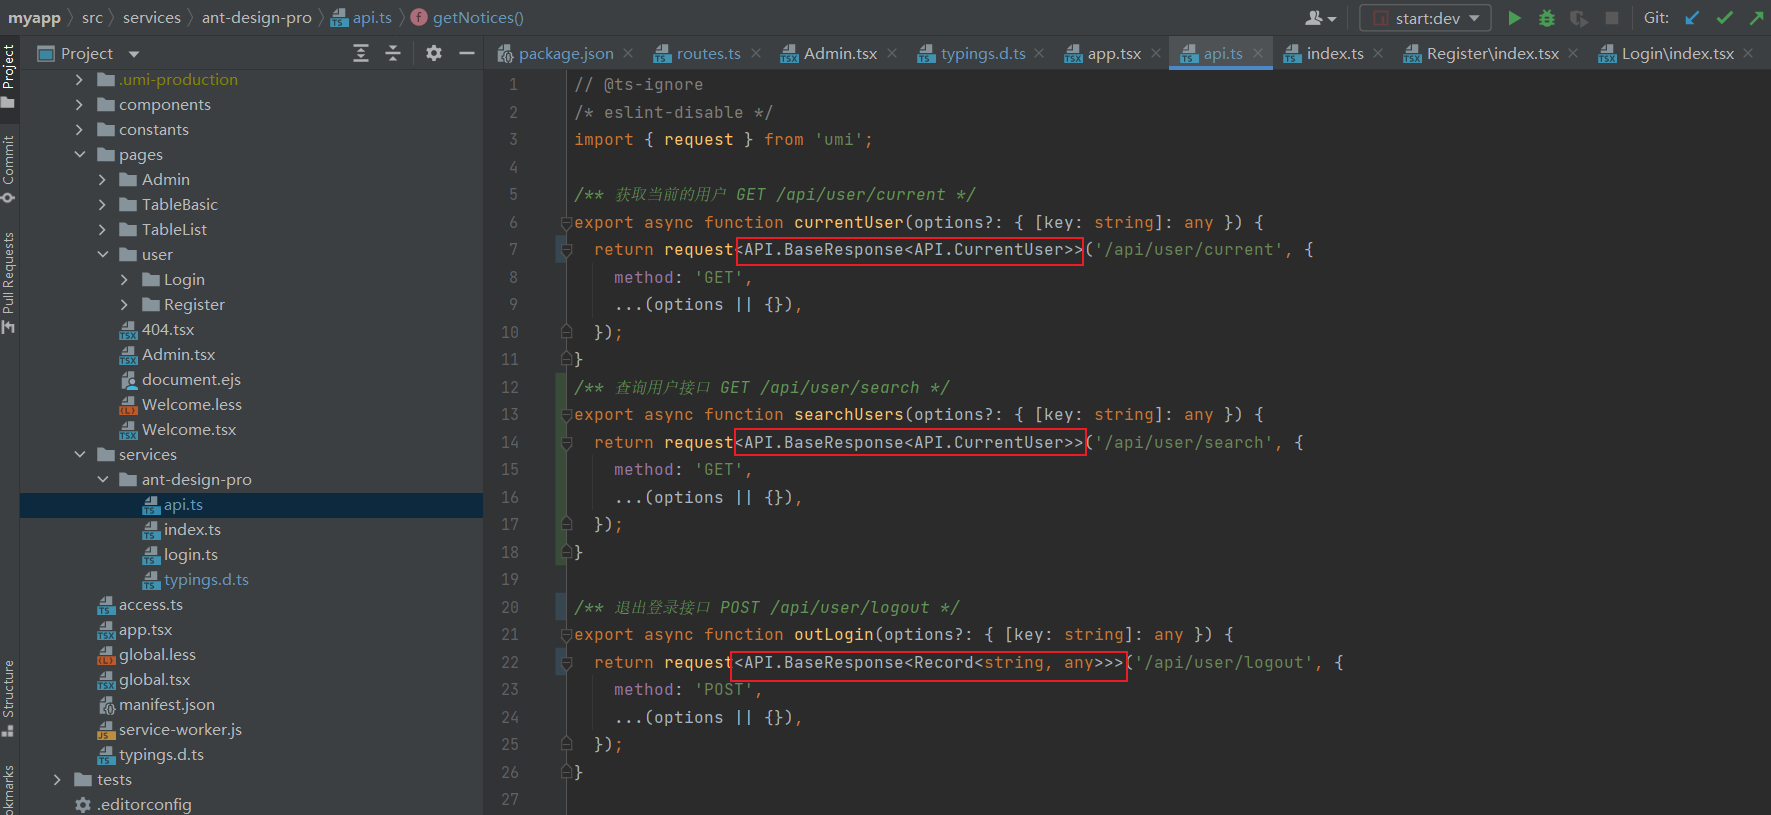 myapp src services ant-design-pro api.ts getNotices() start:dev Git:
Project
package.json routes.ts Admin.tsx typings.d.ts app.tsx api.ts index.ts Register\index.tsx Login\index.tsx
Project
Commit
Pull Requests
Structure
.umi-production
components
constants
pages
Admin
TableBasic
TableList
user
Login
Register
404.tsx
Admin.tsx
document.ejs
Welcome.less
Welcome.tsx
services
ant-design-pro
api.ts
index.ts
login.ts
typings.d.ts
access.ts
app.tsx
global.less
global.tsx
manifest.json
service-worker.js
typings.d.ts
tests
.editorconfig
1 // @ts-ignore
2 /* eslint-disable */
3 import { request } from 'umi';
4
5 /** 获取当前的用户 GET /api/user/current */
6 export async function currentUser(options?: { [key: string]: any }) {
7 return request<API.BaseResponse<API.CurrentUser>>('/api/user/current', {
8 method: 'GET',
9 ...(options || {}),
10 });
11 }
12 /** 查询用户接口 GET /api/user/search */
13 export async function searchUsers(options?: { [key: string]: any }) {
14 return request<API.BaseResponse<API.CurrentUser>>('/api/user/search', {
15 method: 'GET',
16 ...(options || {}),
17 });
18 }
19
20 /** 退出登录接口 POST /api/user/logout */
21 export async function outLogin(options?: { [key: string]: any }) {
22 return request<API.BaseResponse<Record<string, any>>>('/api/user/logout', {
23 method: 'POST',
24 ...(options || {}),
25 });
26 }
27